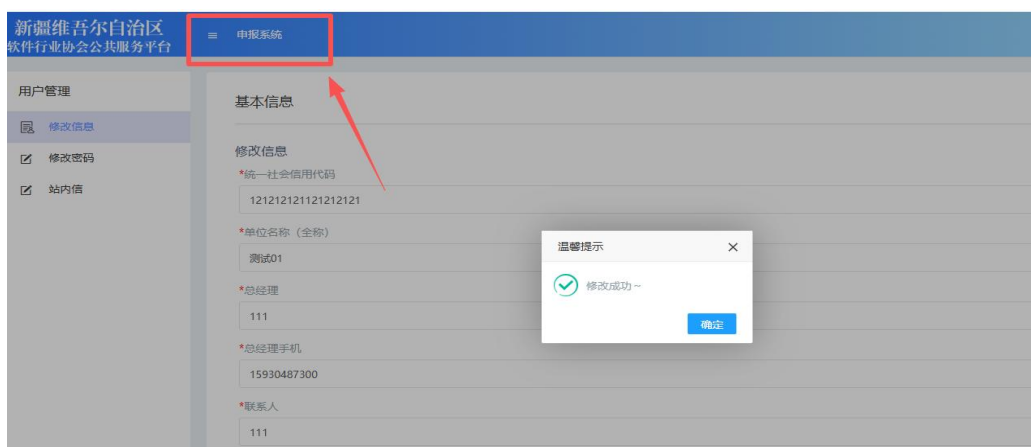 新疆维吾尔自治区
软件行业协会公共服务平台
申报系统
用户管理
修改信息
修改密码
站内信
基本信息
修改信息
*统一社会信用代码
121212121121212121
*单位名称（全称）
测试01
*总经理
111
*总经理手机
15930487300
*联系人
111
温馨提示
修改成功~
确定